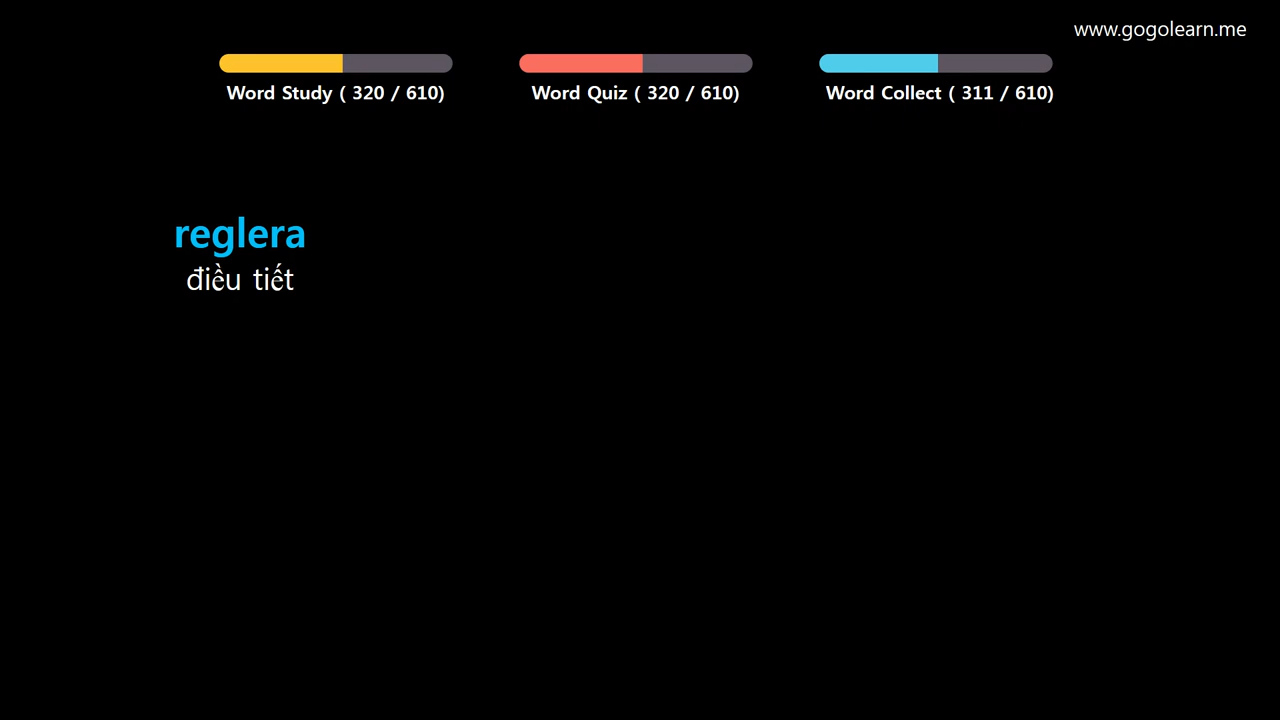 www.gogolearn.me
Word Study ( 320 / 610)
Word Quiz ( 320 / 610)
Word Collect ( 311 / 610)
reglera
điều tiết